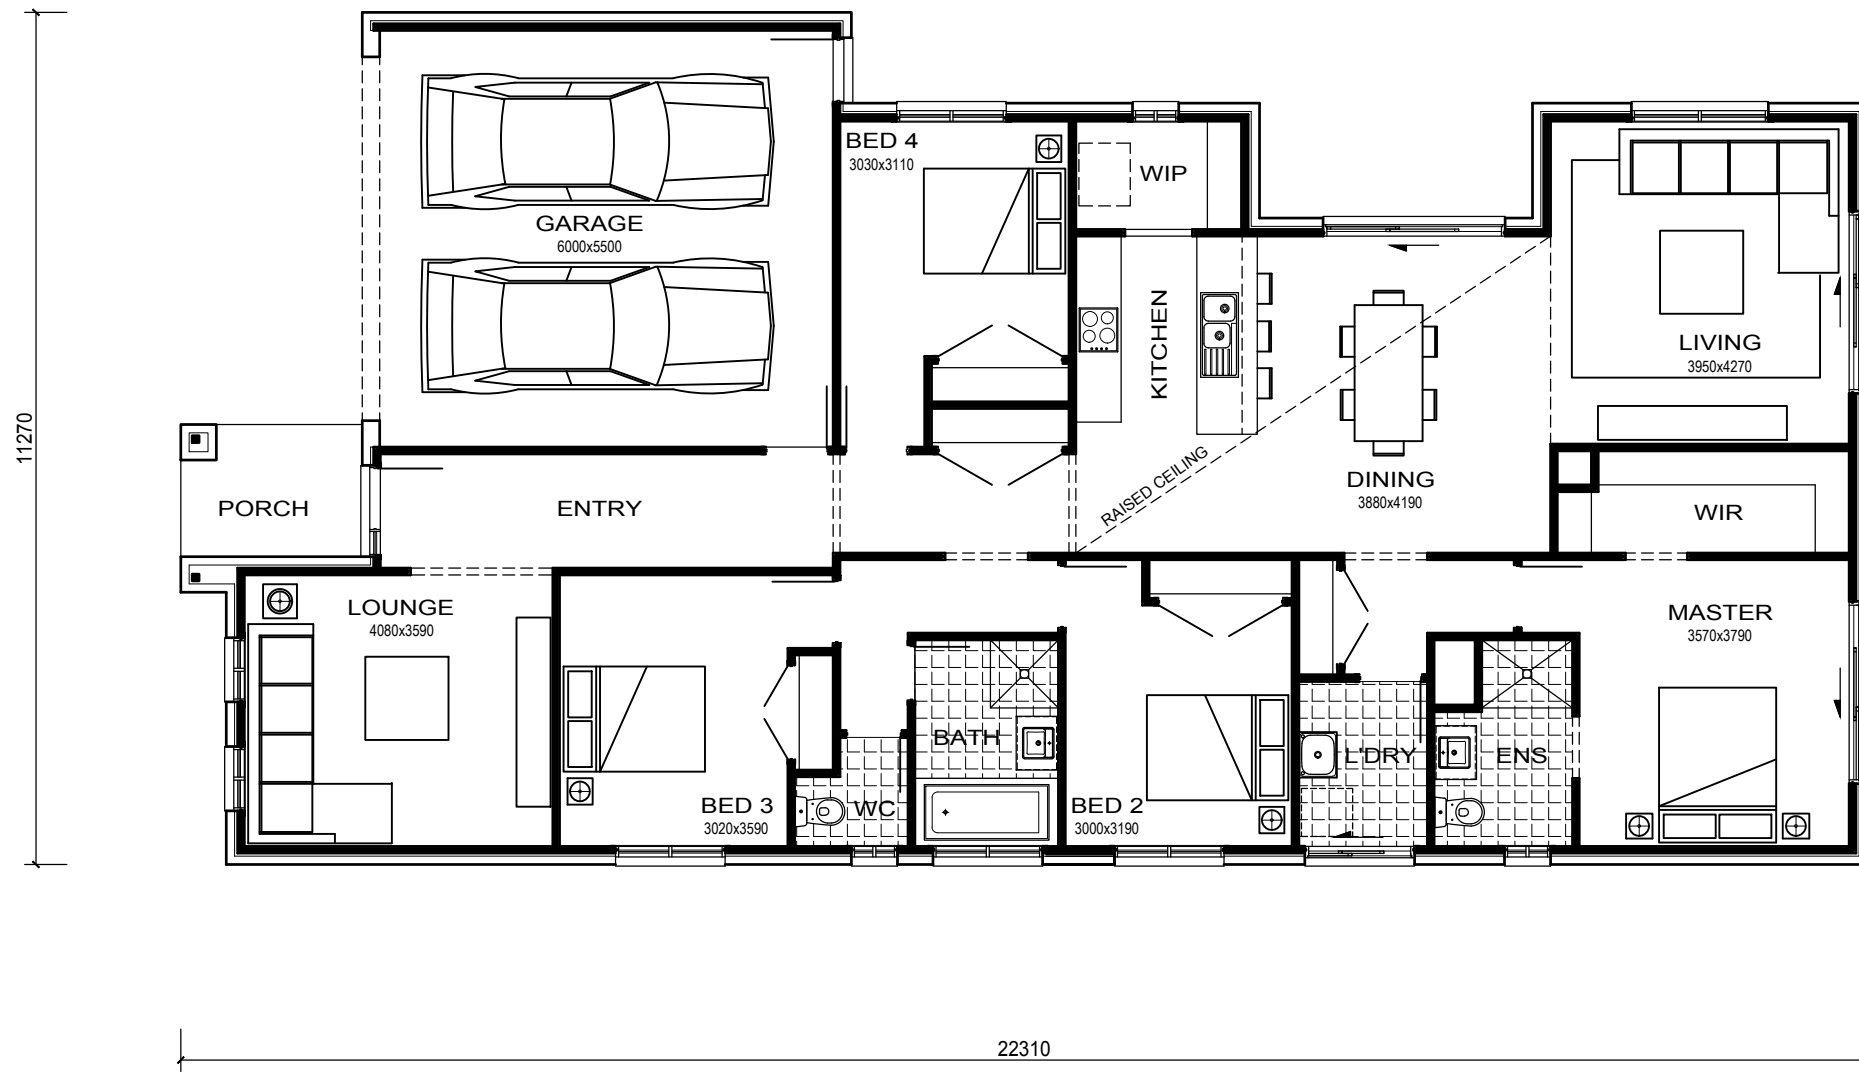 BED 4
3030x3110
WIP
GARAGE
6000x5500
KITCHEN
LIVING
3950x4270
11270
RAISED CEILING
DINING
3880x4190
PORCH
ENTRY
WIR
LOUNGE
4080x3590
MASTER
3570x3790
BATH
L'DRY
ENS
BED 3
3020x3590
WC
BED 2
3000x3190
22310